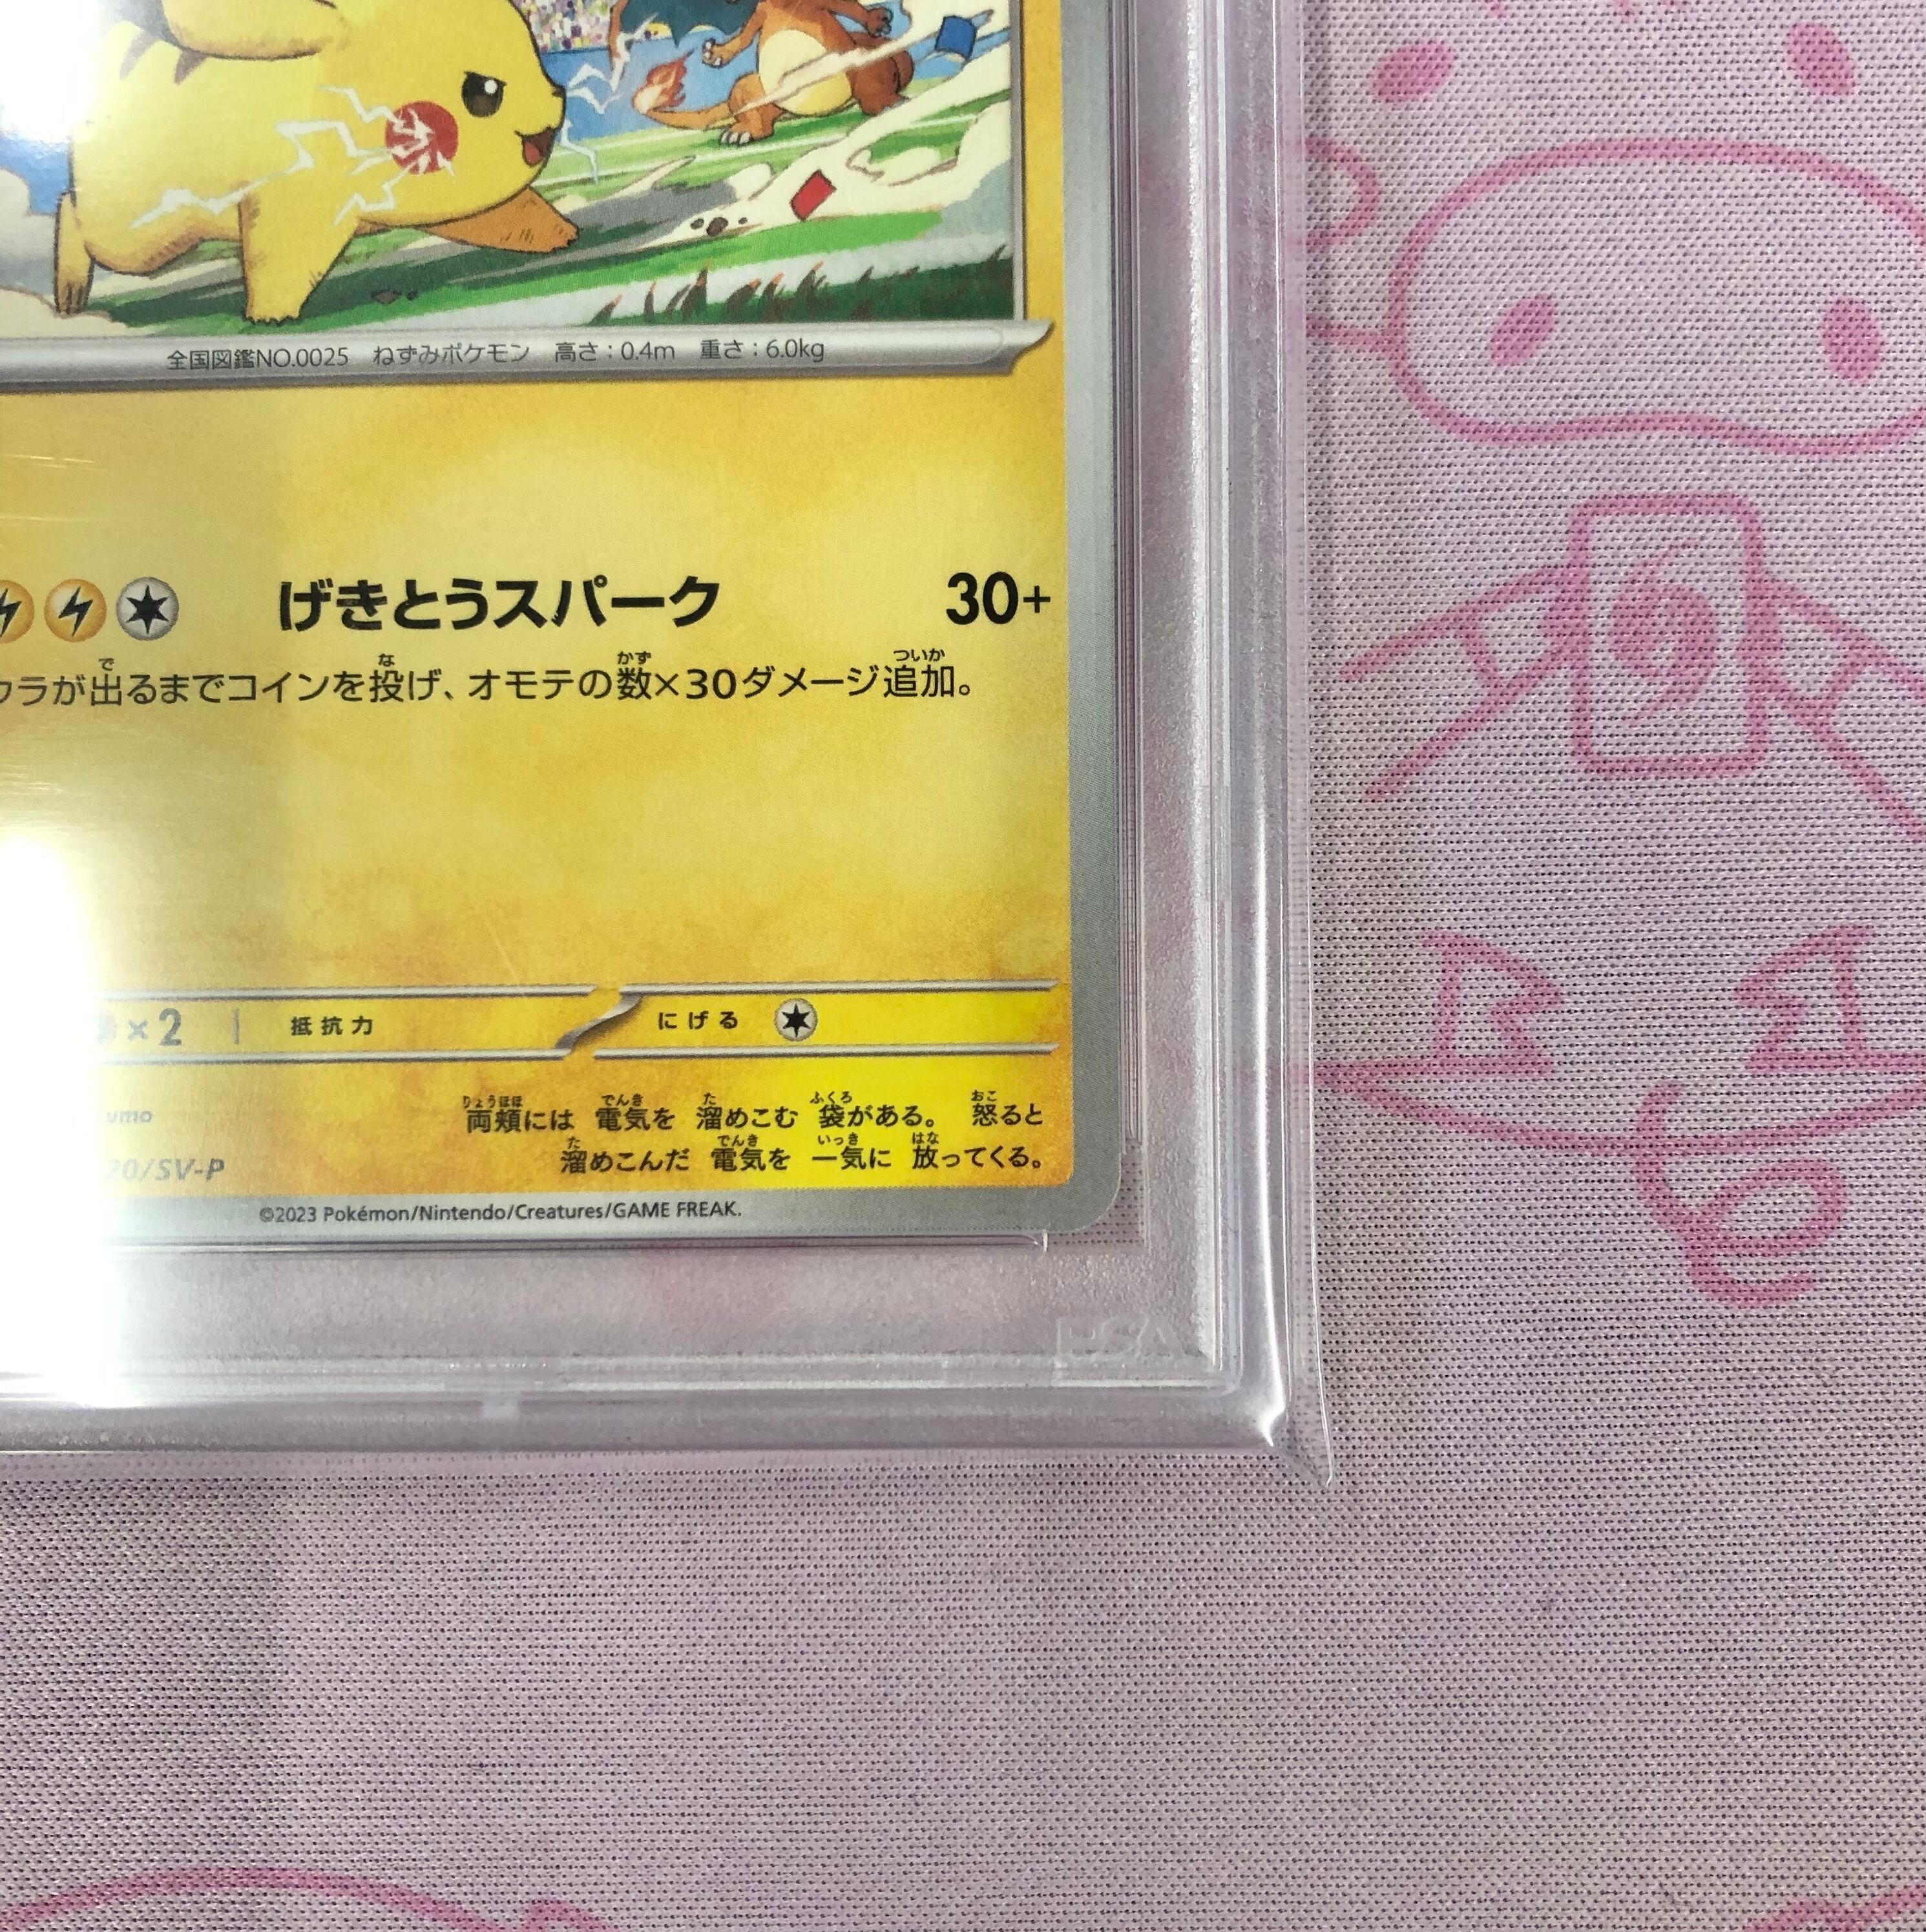 全国図鑑NO.0025 ねずみポケモン 高さ：0.4m 重さ：6.0kg
げきとうスパーク 30+
ウラが出るまでコインを投げ、オモテの数×30ダメージ追加。
×2 抵抗力 にげる
両頬には 電気を 溜めこむ 袋がある。 怒ると
溜めこんだ 電気を 一気に 放ってくる。
20/SV-P
©2023 Pokémon/Nintendo/Creatures/GAME FREAK.
PSA